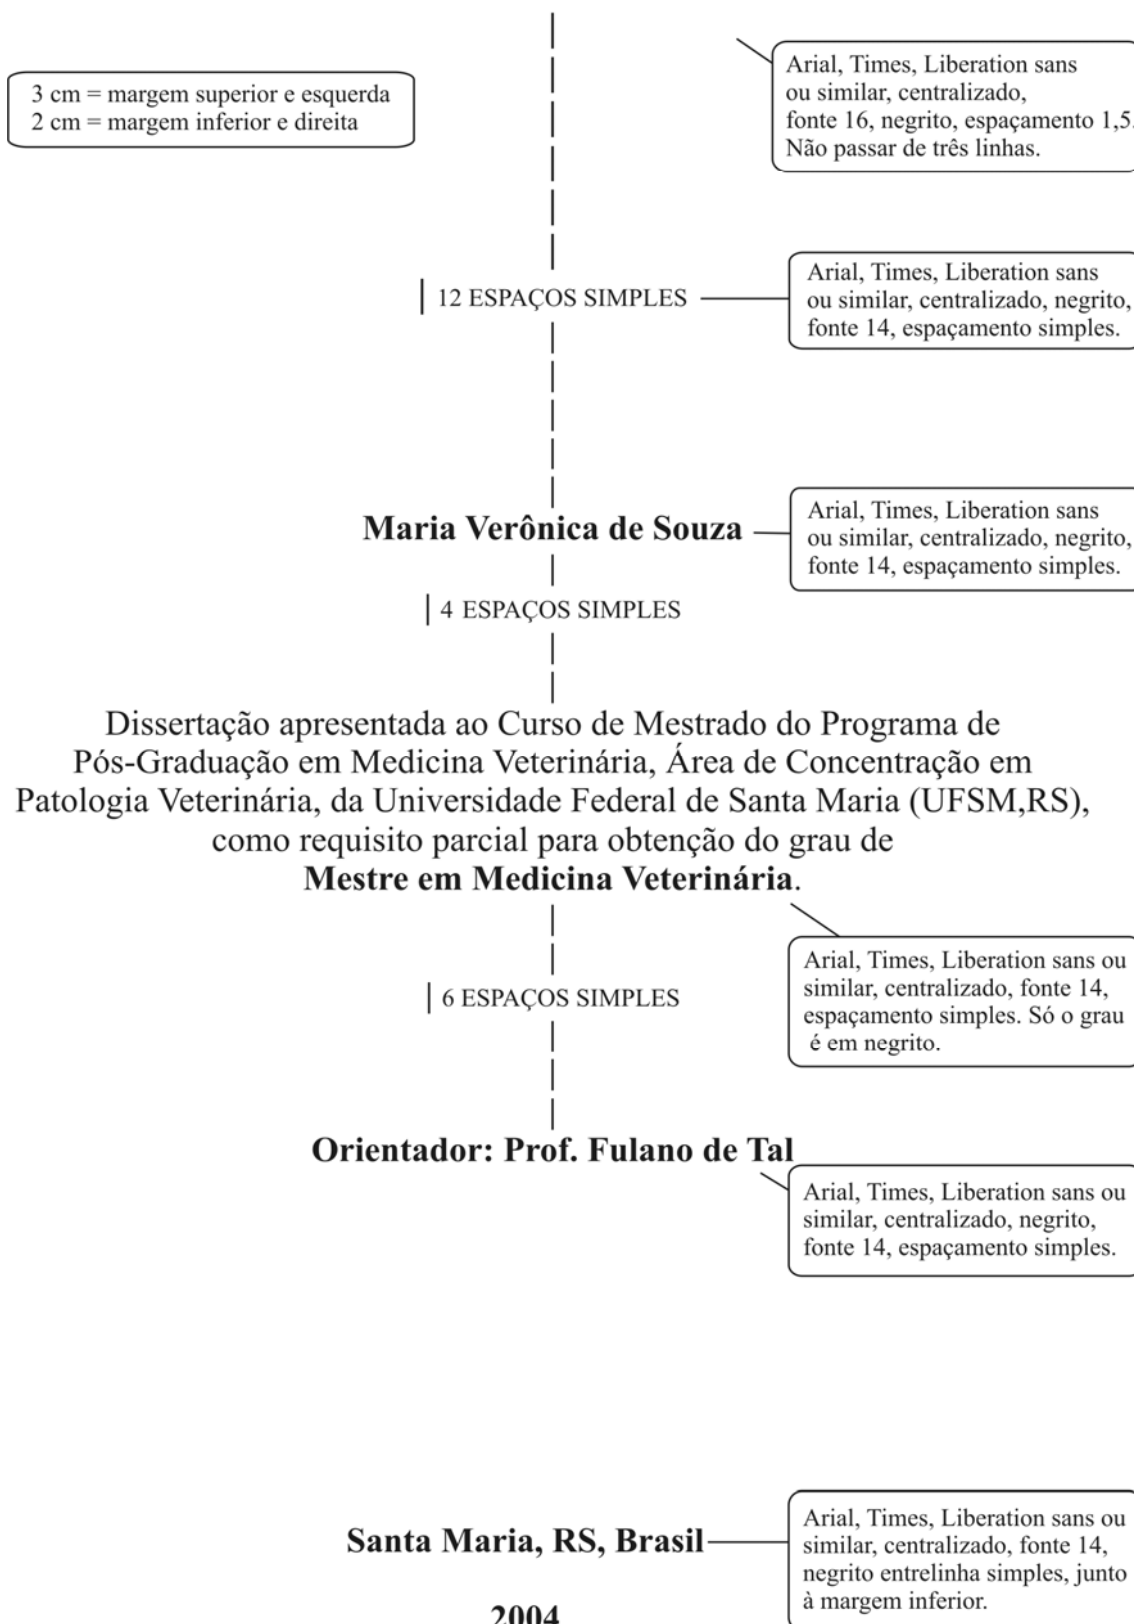 3 cm = margem superior e esquerda
2 cm = margem inferior e direita
Arial, Times, Liberation sans
ou similar, centralizado,
fonte 16, negrito, espaçamento 1,5.
Não passar de três linhas.
12 ESPAÇOS SIMPLES
Arial, Times, Liberation sans
ou similar, centralizado, negrito,
fonte 14, espaçamento simples.
Maria Verônica de Souza
Arial, Times, Liberation sans
ou similar, centralizado, negrito,
fonte 14, espaçamento simples.
4 ESPAÇOS SIMPLES
Dissertação apresentada ao Curso de Mestrado do Programa de
Pós-Graduação em Medicina Veterinária, Área de Concentração em
Patologia Veterinária, da Universidade Federal de Santa Maria (UFSM,RS),
como requisito parcial para obtenção do grau de
Mestre em Medicina Veterinária.
Arial, Times, Liberation sans ou
similar, centralizado, fonte 14,
espaçamento simples. Só o grau
é em negrito.
6 ESPAÇOS SIMPLES
Orientador: Prof. Fulano de Tal
Arial, Times, Liberation sans ou
similar, centralizado, negrito,
fonte 14, espaçamento simples.
Santa Maria, RS, Brasil
Arial, Times, Liberation sans ou
similar, centralizado, fonte 14,
negrito entrelinha simples, junto
à margem inferior.
2004